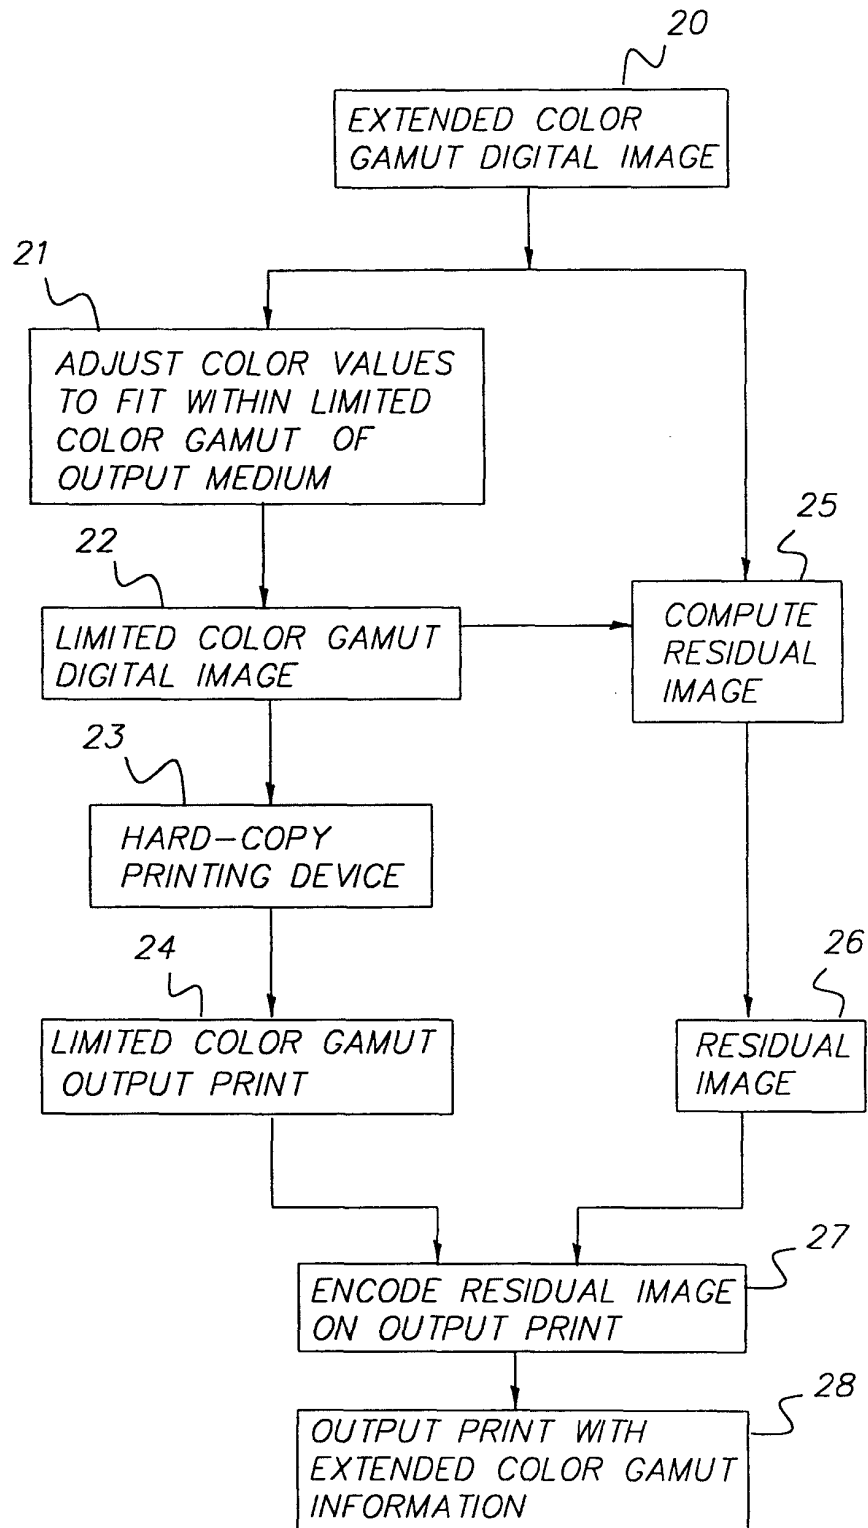 20
EXTENDED COLOR
GAMUT DIGITAL IMAGE
21
ADJUST COLOR VALUES
TO FIT WITHIN LIMITED
COLOR GAMUT OF
OUTPUT MEDIUM
22
LIMITED COLOR GAMUT
DIGITAL IMAGE
25
COMPUTE
RESIDUAL
IMAGE
23
HARD-COPY
PRINTING DEVICE
24
LIMITED COLOR GAMUT
OUTPUT PRINT
26
RESIDUAL
IMAGE
27
ENCODE RESIDUAL IMAGE
ON OUTPUT PRINT
28
OUTPUT PRINT WITH
EXTENDED COLOR GAMUT
INFORMATION